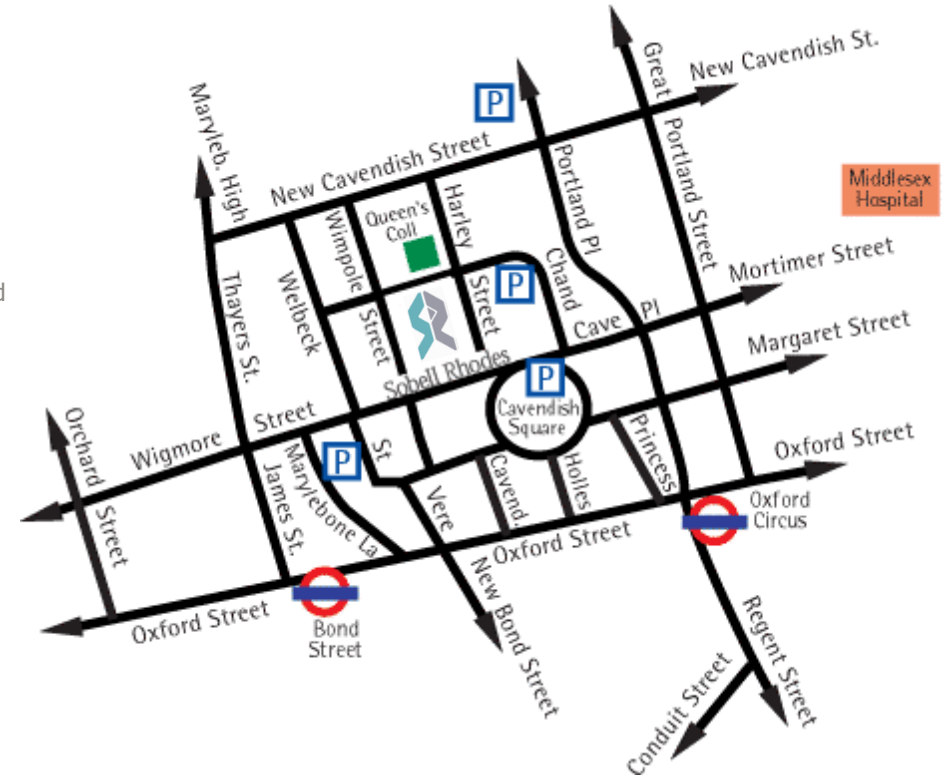 Great
New Cavendish St.
P
Maryleb. High
New Cavendish Street
Portland Pl
Portland Street
Middlesex
Hospital
Queen's
Coll
Harley
Street
Wimpole
Street
Welbeck
St
Thayers St.
P
Chand
Cave Pl
Mortimer Street
Margaret Street
Sobell Rhodes
P
Cavendish
Square
Orchard
Street
Wigmore Street
P
James St.
Marylebone La
Vere
Cavend.
Holles
Princess
Oxford Street
Oxford
Circus
Oxford Street
Oxford Street
Bond
Street
New Bond Street
Regent Street
Conduit Street
d